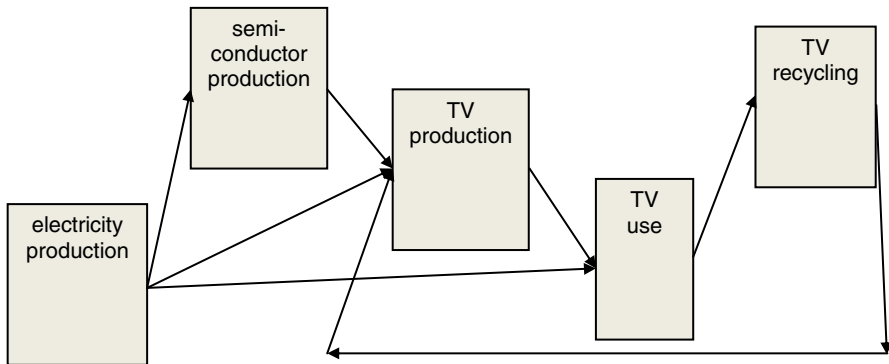 semi-
conductor
production
TV
recycling
TV
production
TV
use
electricity
production